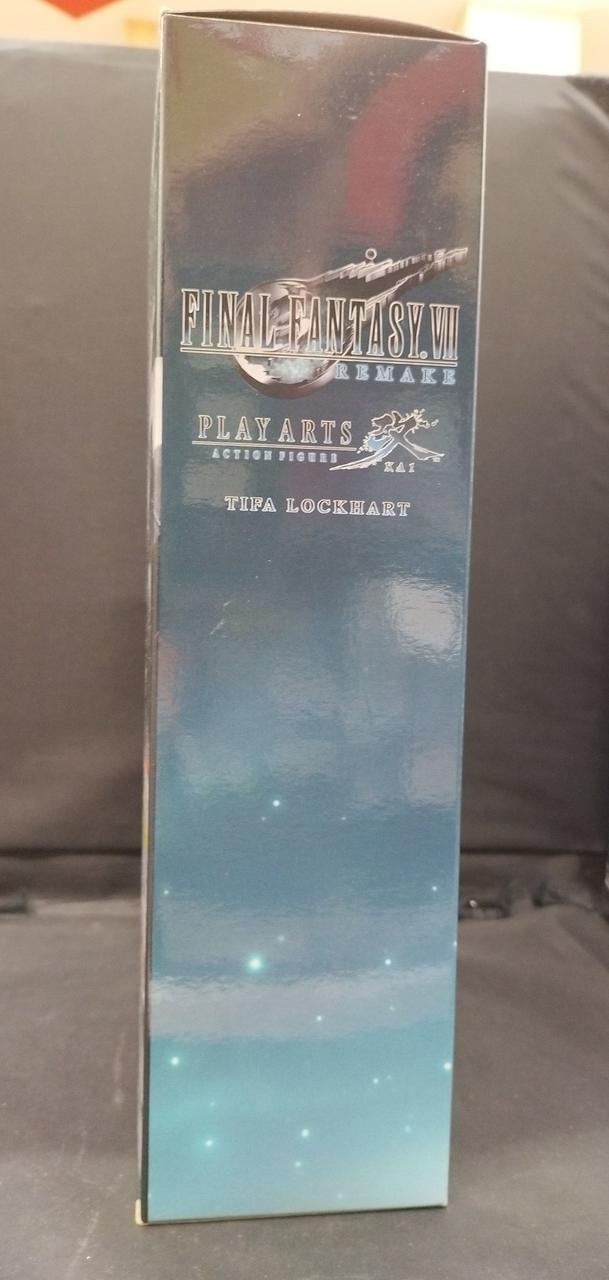 FINAL FANTASY. VII
REMAKE
PLAY ARTS 改
ACTION FIGURE KAI
TIFA LOCKHART